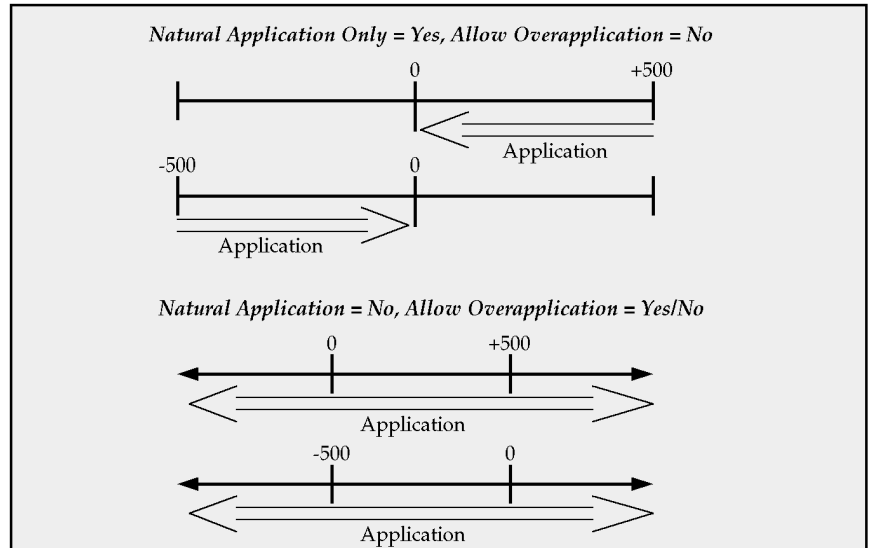 Natural Application Only = Yes, Allow Overapplication = No
0 +500
Application
-500 0
Application
Natural Application = No, Allow Overapplication = Yes/No
0 +500
Application
-500 0
Application